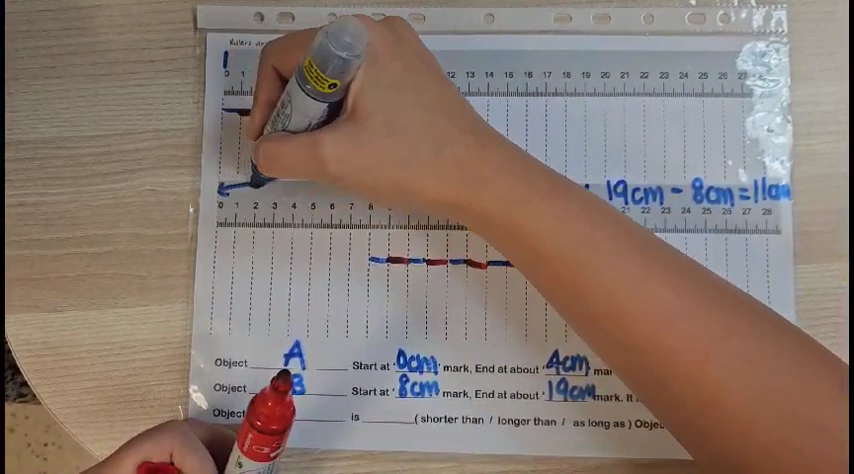 Rulers
0 1 12 13 14 15 16 17 18 19 20 21 22 23 24 25 26 27
19cm - 8cm = 11cm
0 1 2 3 4 5 6 7 8 21 22 23 24 25 26 27 28
Object A Start at '0cm' mark, End at about '4cm'
Object B Start at '8cm' mark, End at about '19cm' mark. It
Object is ( shorter than / longer than / as long as )